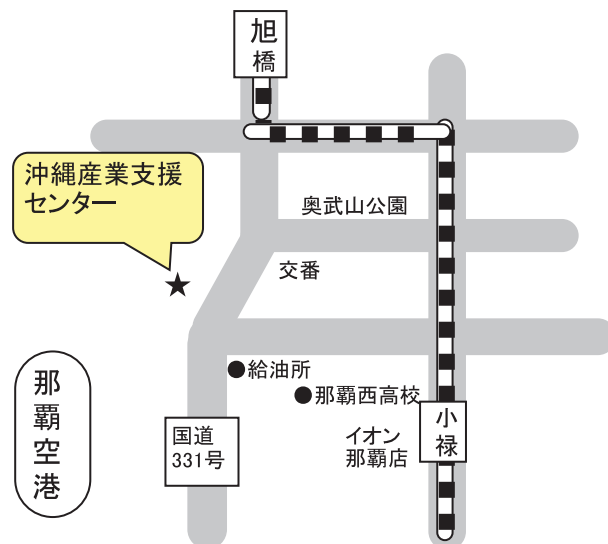 旭
橋
沖縄産業支援
センター
奥武山公園
交番
給油所
那覇西高校
那
覇
空
港
国道
331号
イオン
那覇店
小
禄